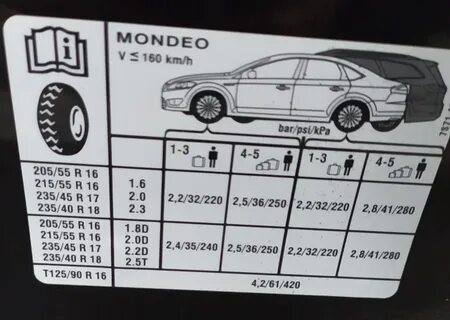 MONDEO
V ≤ 160 km/h
bar/psi/kPa
1-3 4-5 1-3 4-5
205/55 R 16
215/55 R 16 1.6
235/45 R 17 2.0 2,2/32/220 2,5/36/250 2,2/32/220 2,8/41/280
235/40 R 18 2.3
205/55 R 16 1.8D
215/55 R 16 2.0D
235/45 R 17 2.2D 2,4/35/240 2,5/36/250 2,2/32/220 2,8/41/280
235/40 R 18 2.5T
T125/90 R 16 4,2/61/420